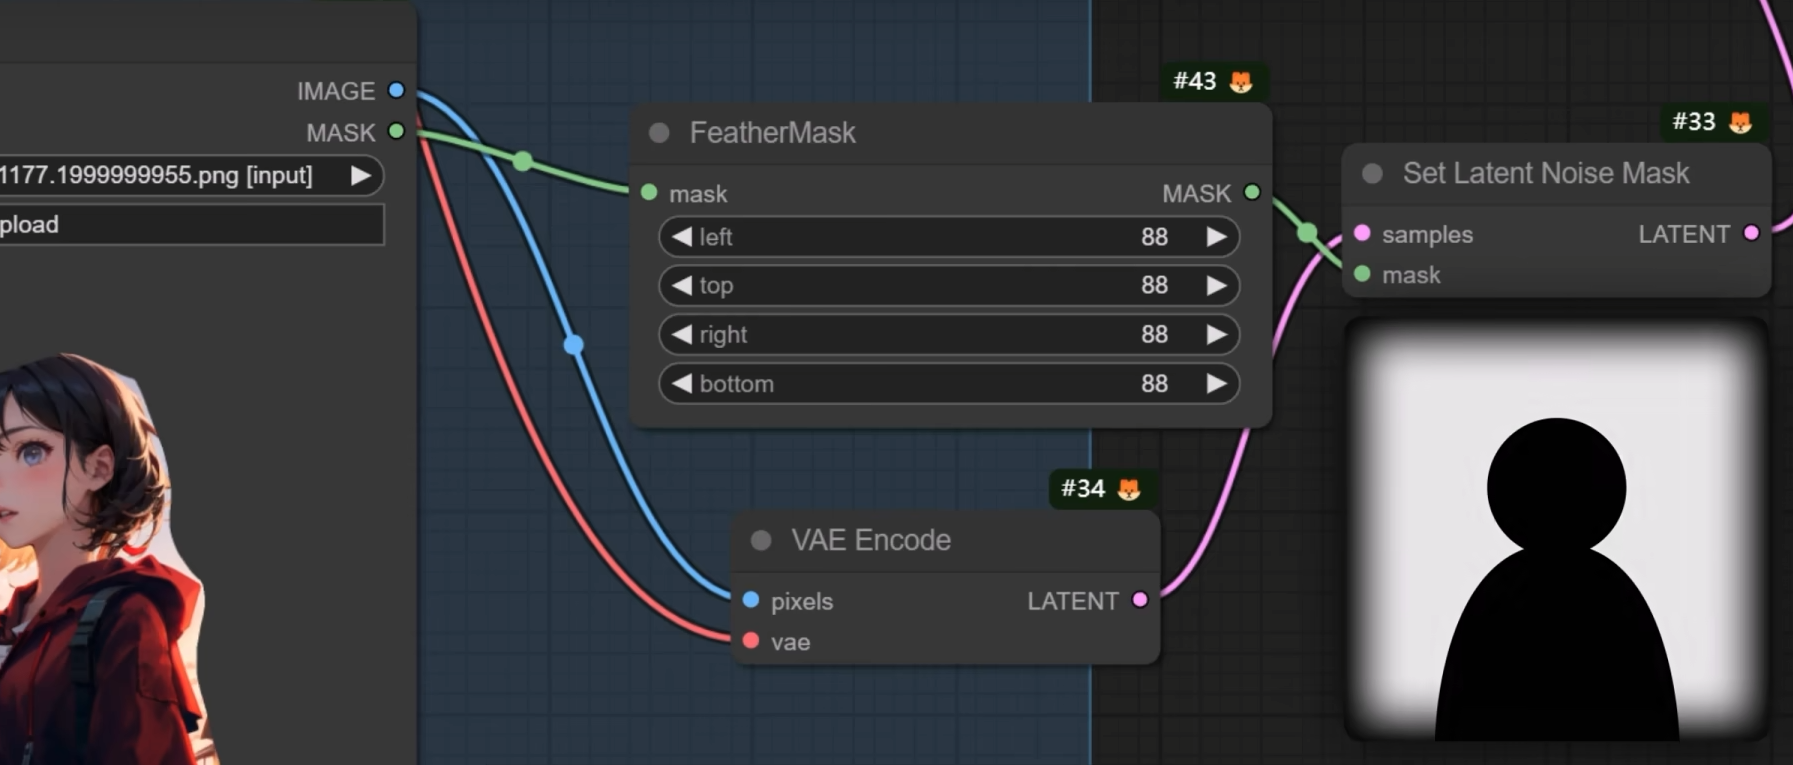 IMAGE
MASK
1177.1999999955.png [input]
pload
#43
FeatherMask
mask
MASK
left 88
top 88
right 88
bottom 88
#34
VAE Encode
pixels
LATENT
vae
#33
Set Latent Noise Mask
samples
LATENT
mask